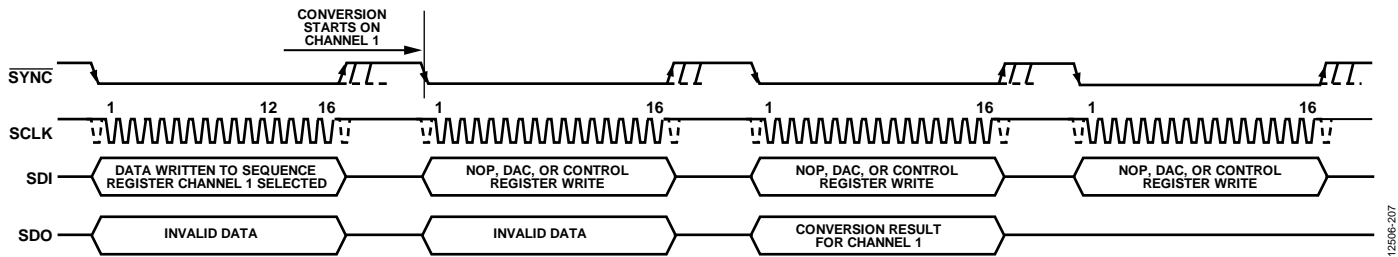 CONVERSION
STARTS ON
CHANNEL 1
SYNC
1
12
16
1
16
1
16
1
16
SCLK
SDI
DATA WRITTEN TO SEQUENCE
REGISTER CHANNEL 1 SELECTED
NOP, DAC, OR CONTROL
REGISTER WRITE
NOP, DAC, OR CONTROL
REGISTER WRITE
NOP, DAC, OR CONTROL
REGISTER WRITE
SDO
INVALID DATA
INVALID DATA
CONVERSION RESULT
FOR CHANNEL 1
12506-207